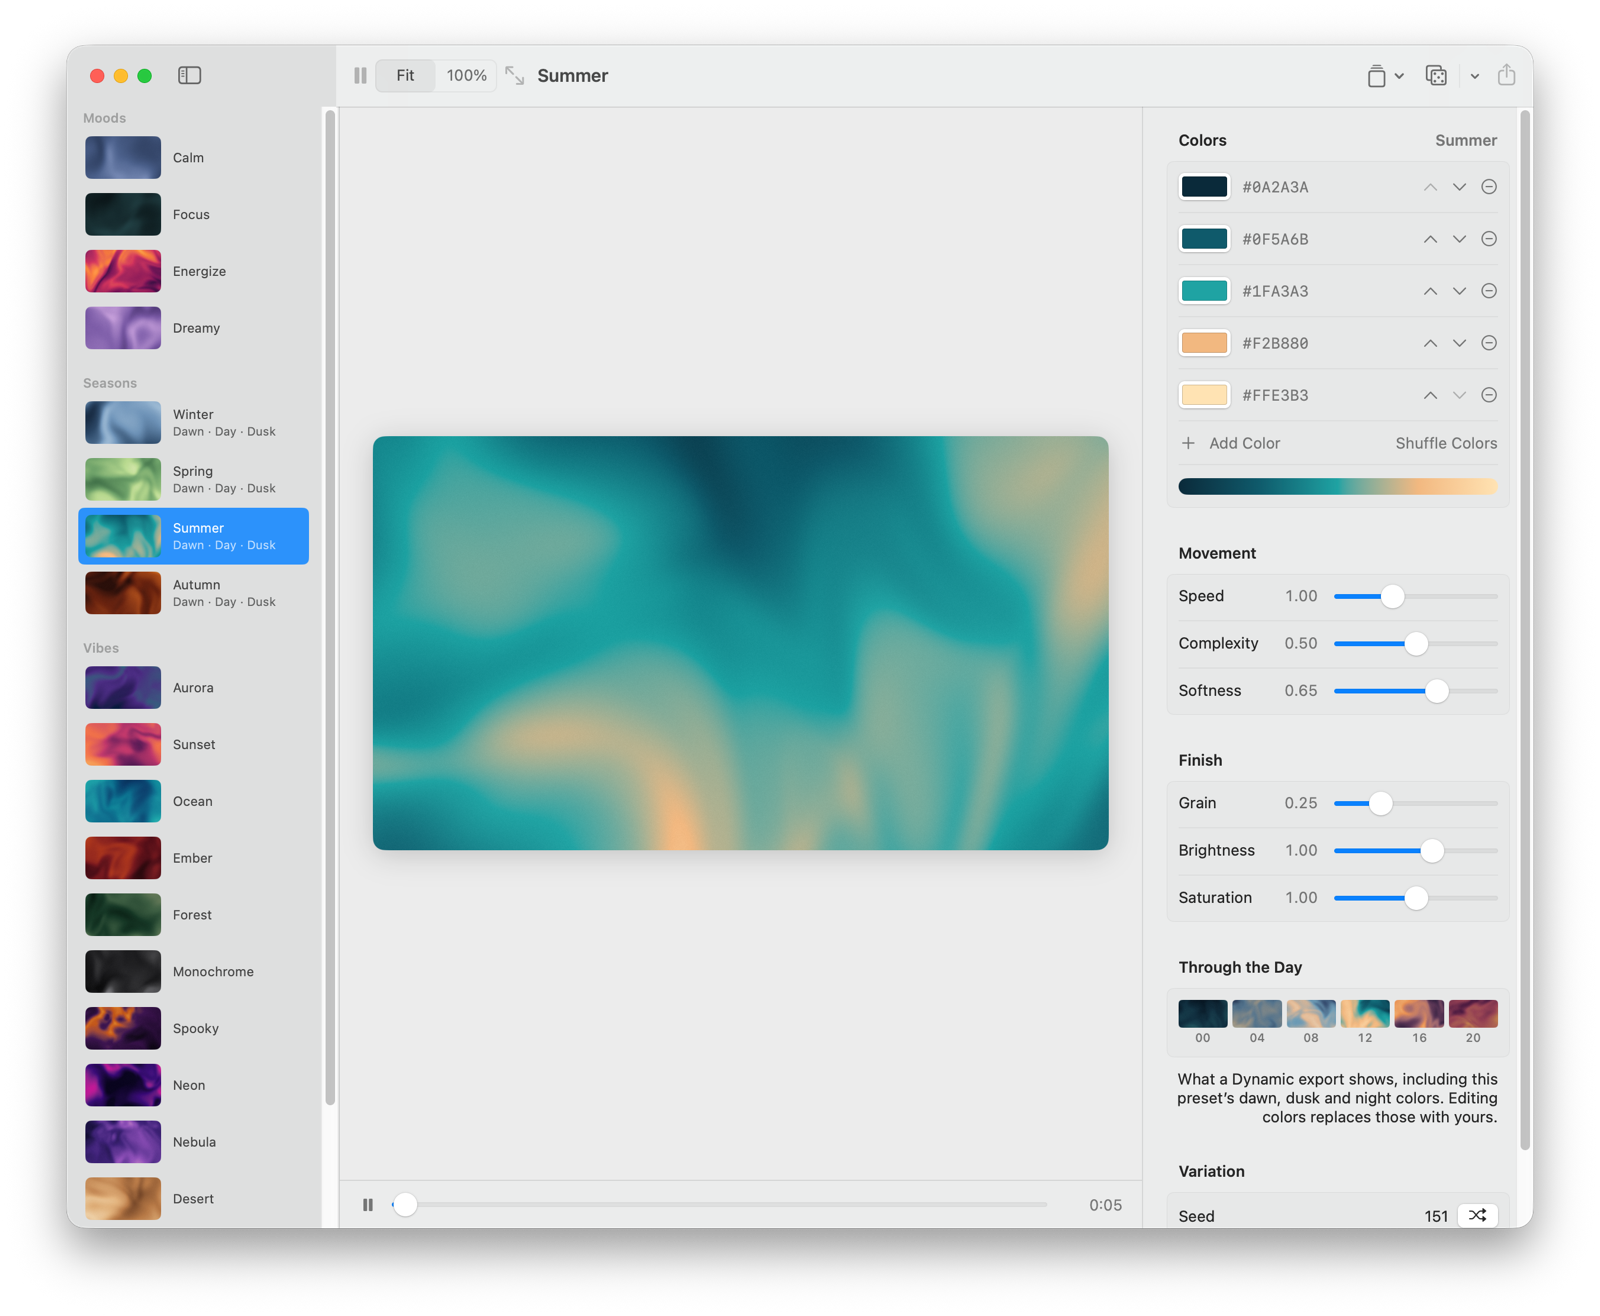 Fit 100% Summer
Moods
Calm
Focus
Energize
Dreamy
Seasons
Winter
Dawn · Day · Dusk
Spring
Dawn · Day · Dusk
Summer
Dawn · Day · Dusk
Autumn
Dawn · Day · Dusk
Vibes
Aurora
Sunset
Ocean
Ember
Forest
Monochrome
Spooky
Neon
Nebula
Desert
0:05
Colors Summer
#0A2A3A
#0F5A6B
#1FA3A3
#F2B880
#FFE3B3
Add Color Shuffle Colors
Movement
Speed 1.00
Complexity 0.50
Softness 0.65
Finish
Grain 0.25
Brightness 1.00
Saturation 1.00
Through the Day
00 04 08 12 16 20
What a Dynamic export shows, including this
preset’s dawn, dusk and night colors. Editing
colors replaces those with yours.
Variation
Seed 151